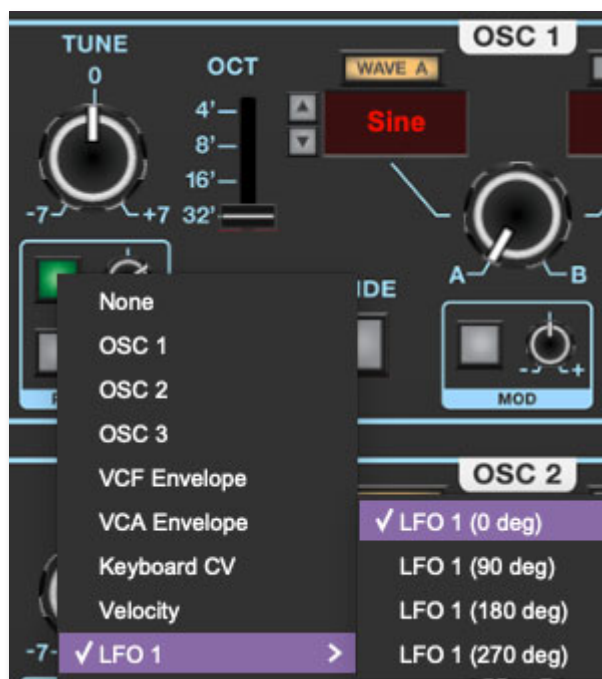 OSC 1
TUNE
0
-7 +7
OCT
4'
8'
16'
32'
WAVE A
Sine
A B
- +
MOD
None
OSC 1
OSC 2
OSC 3
VCF Envelope
VCA Envelope
Keyboard CV
Velocity
✓ LFO 1 >
OSC 2
✓ LFO 1 (0 deg)
LFO 1 (90 deg)
LFO 1 (180 deg)
LFO 1 (270 deg)
-7-